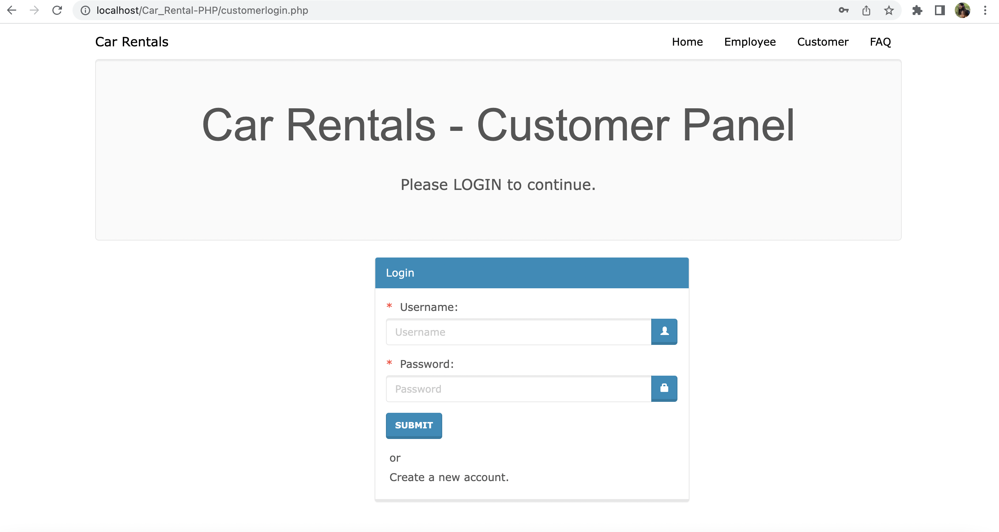 localhost/Car_Rental-PHP/customerlogin.php
Car Rentals Home Employee Customer FAQ
Car Rentals - Customer Panel
Please LOGIN to continue.
Login
* Username:
Username
* Password:
Password
SUBMIT
or
Create a new account.